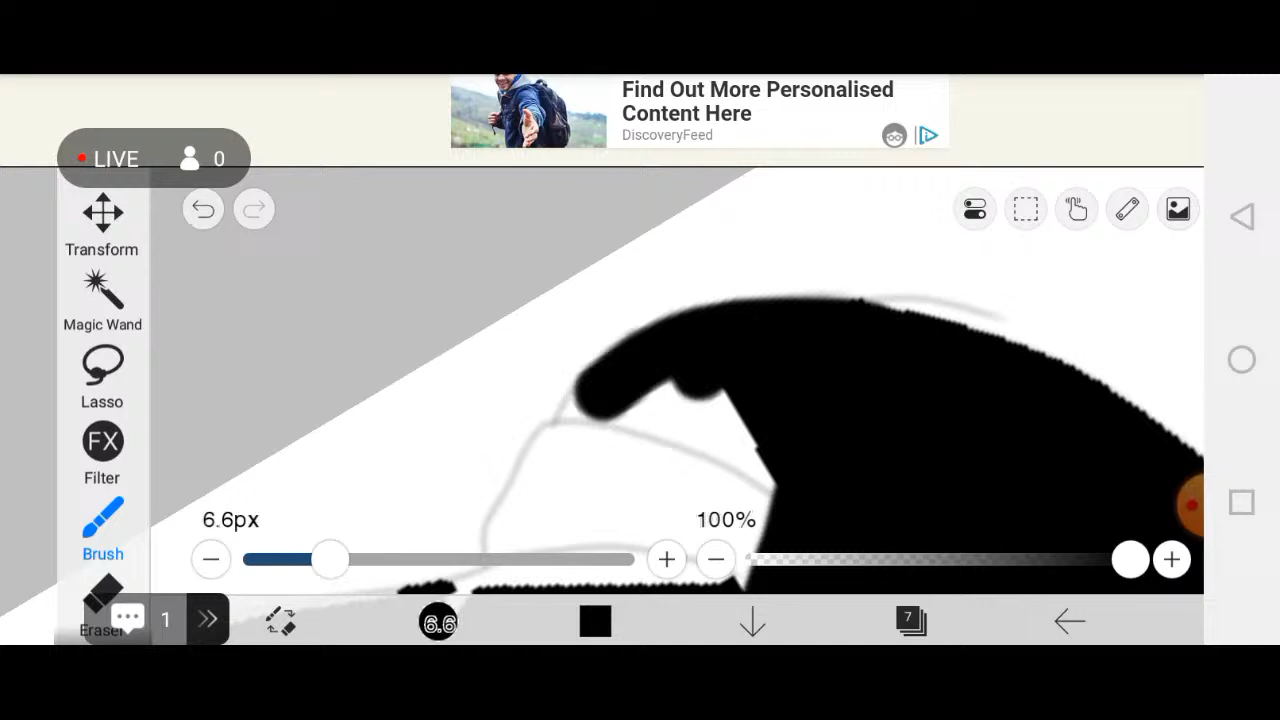 Find Out More Personalised
Content Here
DiscoveryFeed
LIVE 0
Transform
Magic Wand
Lasso
FX
Filter
6.6px
100%
Brush
Eraser
1
6.6
7